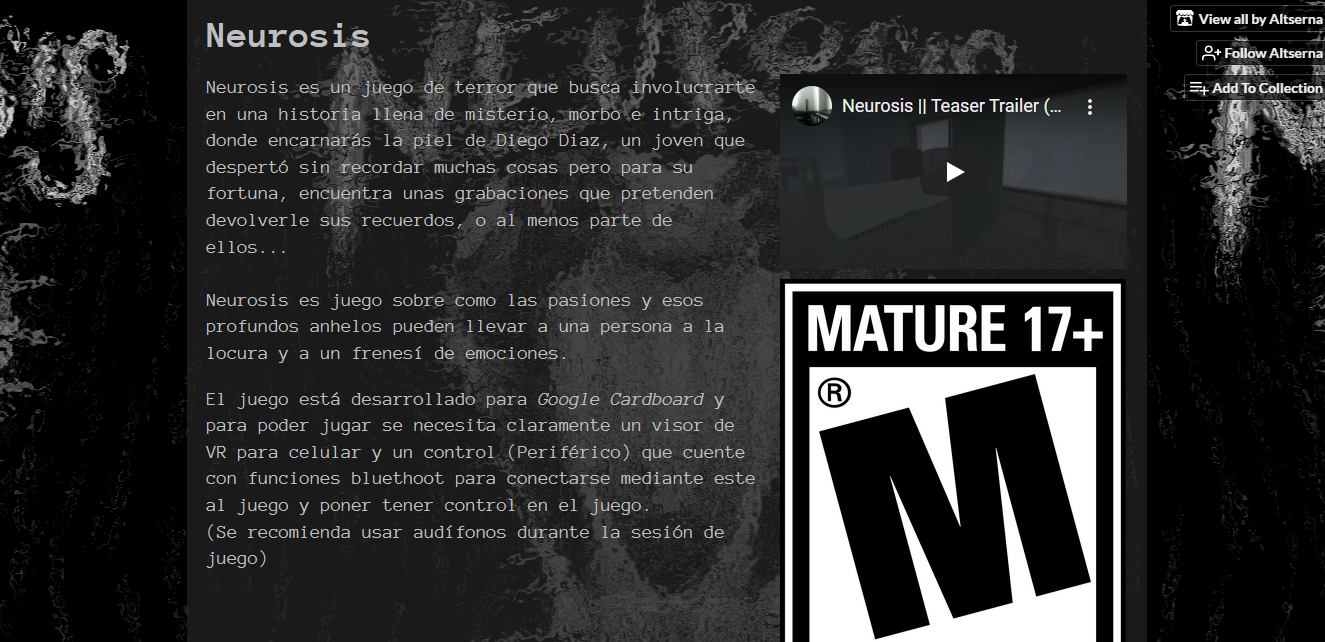 Neurosis
Neurosis es un juego de terror que busca involucrarte
en una historia llena de misterio, morbo e intriga,
donde encarnarás la piel de Diego Diaz, un joven que
despertó sin recordar muchas cosas pero para su
fortuna, encuentra unas grabaciones que pretenden
devolverle sus recuerdos, o al menos parte de
ellos...
Neurosis es juego sobre como las pasiones y esos
profundos anhelos pueden llevar a una persona a la
locura y a un frenesí de emociones.
El juego está desarrollado para Google Cardboard y
para poder jugar se necesita claramente un visor de
VR para celular y un control (Periférico) que cuente
con funciones bluethoot para conectarse mediante este
al juego y poner tener control en el juego.
(Se recomienda usar audífonos durante la sesión de
juego)
Neurosis || Teaser Trailer (...
MATURE 17+
®
M
View all by Altserna
Follow Altserna
Add To Collection